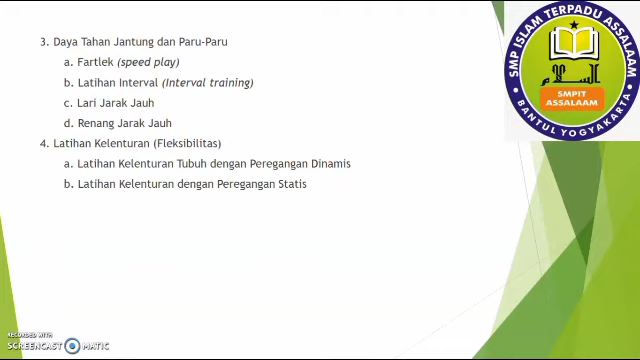 3. Daya Tahan Jantung dan Paru-Paru
a. Fartlek (speed play)
b. Latihan Interval (Interval training)
c. Lari Jarak Jauh
d. Renang Jarak Jauh
4. Latihan Kelenturan (Fleksibilitas)
a. Latihan Kelenturan Tubuh dengan Peregangan Dinamis
b. Latihan Kelenturan dengan Peregangan Statis
SMP ISLAM TERPADU ASSALAAM
السلام
SMPIT
ASSALAAM
BANTUL YOGYAKARTA
RECORDED WITH
SCREENCAST MATIC